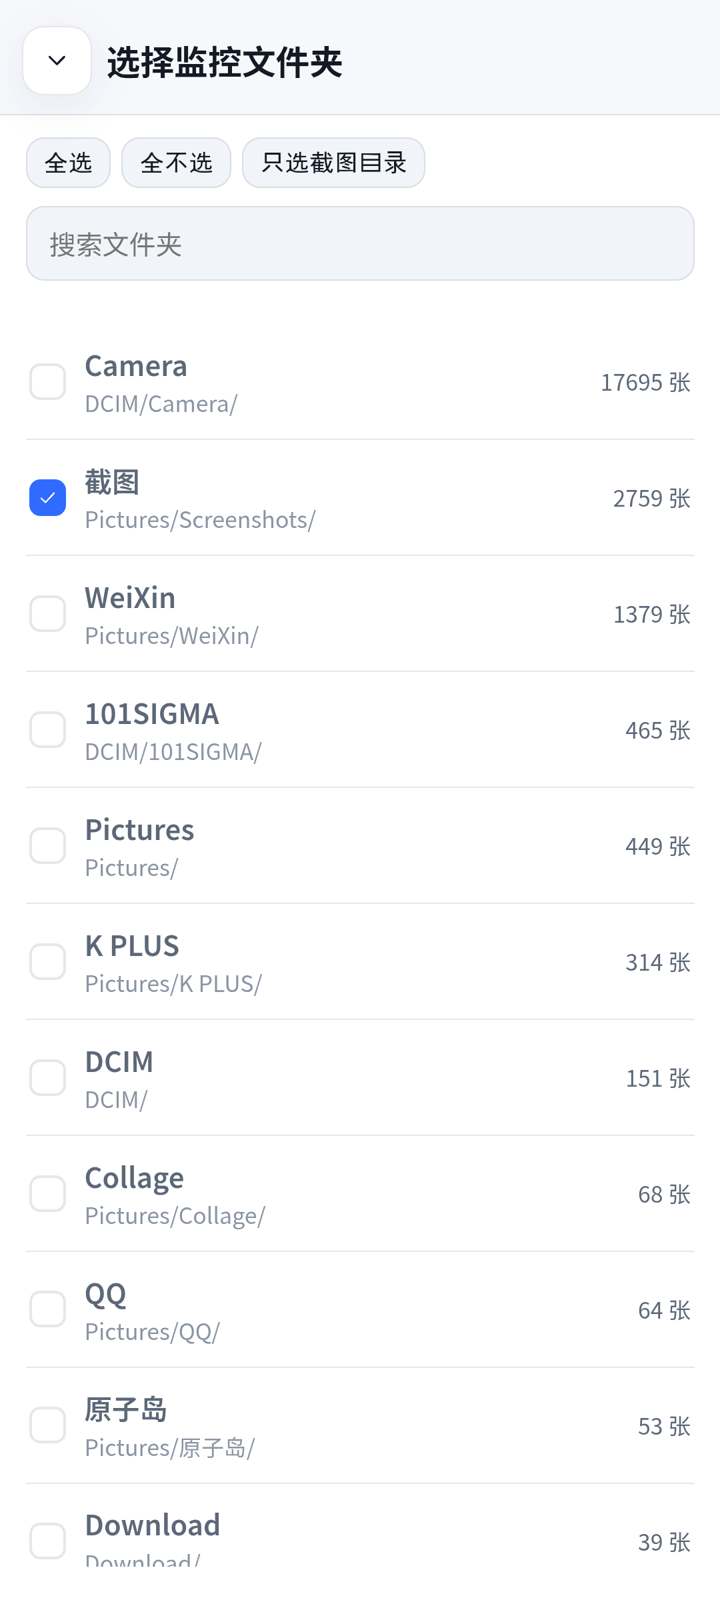 选择监控文件夹
全选 全不选 只选截图目录
搜索文件夹
Camera
DCIM/Camera/
17695 张
截图
Pictures/Screenshots/
2759 张
WeiXin
Pictures/WeiXin/
1379 张
101SIGMA
DCIM/101SIGMA/
465 张
Pictures
Pictures/
449 张
K PLUS
Pictures/K PLUS/
314 张
DCIM
DCIM/
151 张
Collage
Pictures/Collage/
68 张
QQ
Pictures/QQ/
64 张
原子岛
Pictures/原子岛/
53 张
Download
Download/
39 张